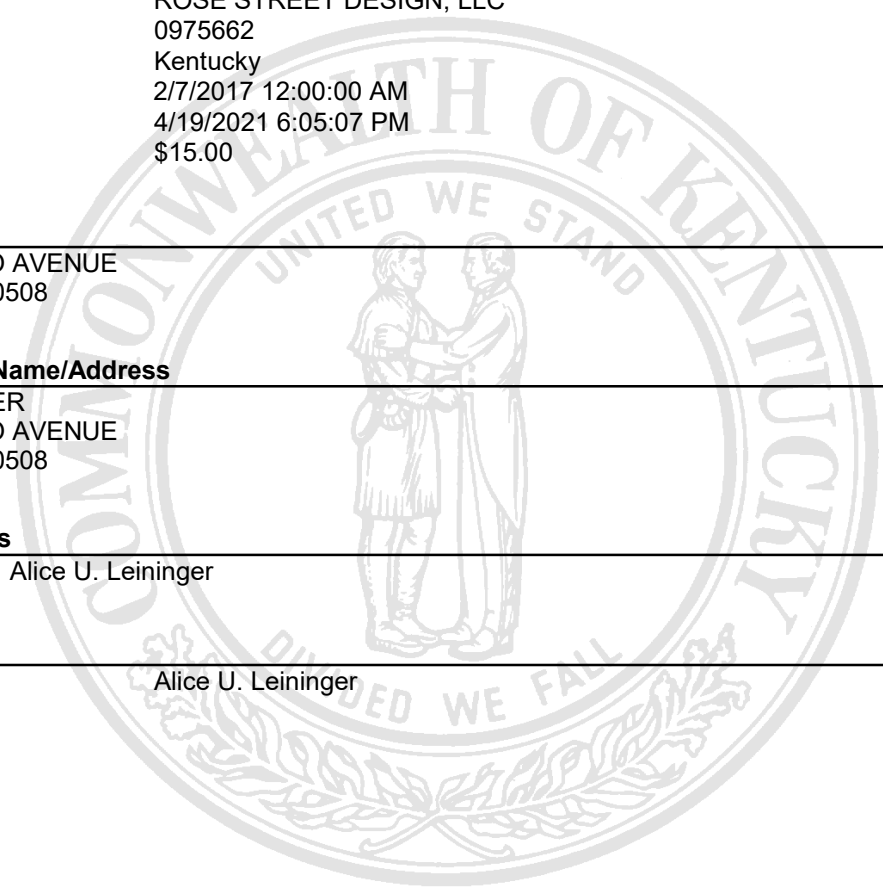 ROSE STREET DESIGN, LLC
0975662
Kentucky
2/7/2017 12:00:00 AM
4/19/2021 6:05:07 PM
$15.00
AVENUE
0508
Name/Address
ER
AVENUE
0508
s
Alice U. Leininger
Alice U. Leininger
COMMONWEALTH OF KENTUCKY
UNITED WE STAND
DIVIDED WE FALL